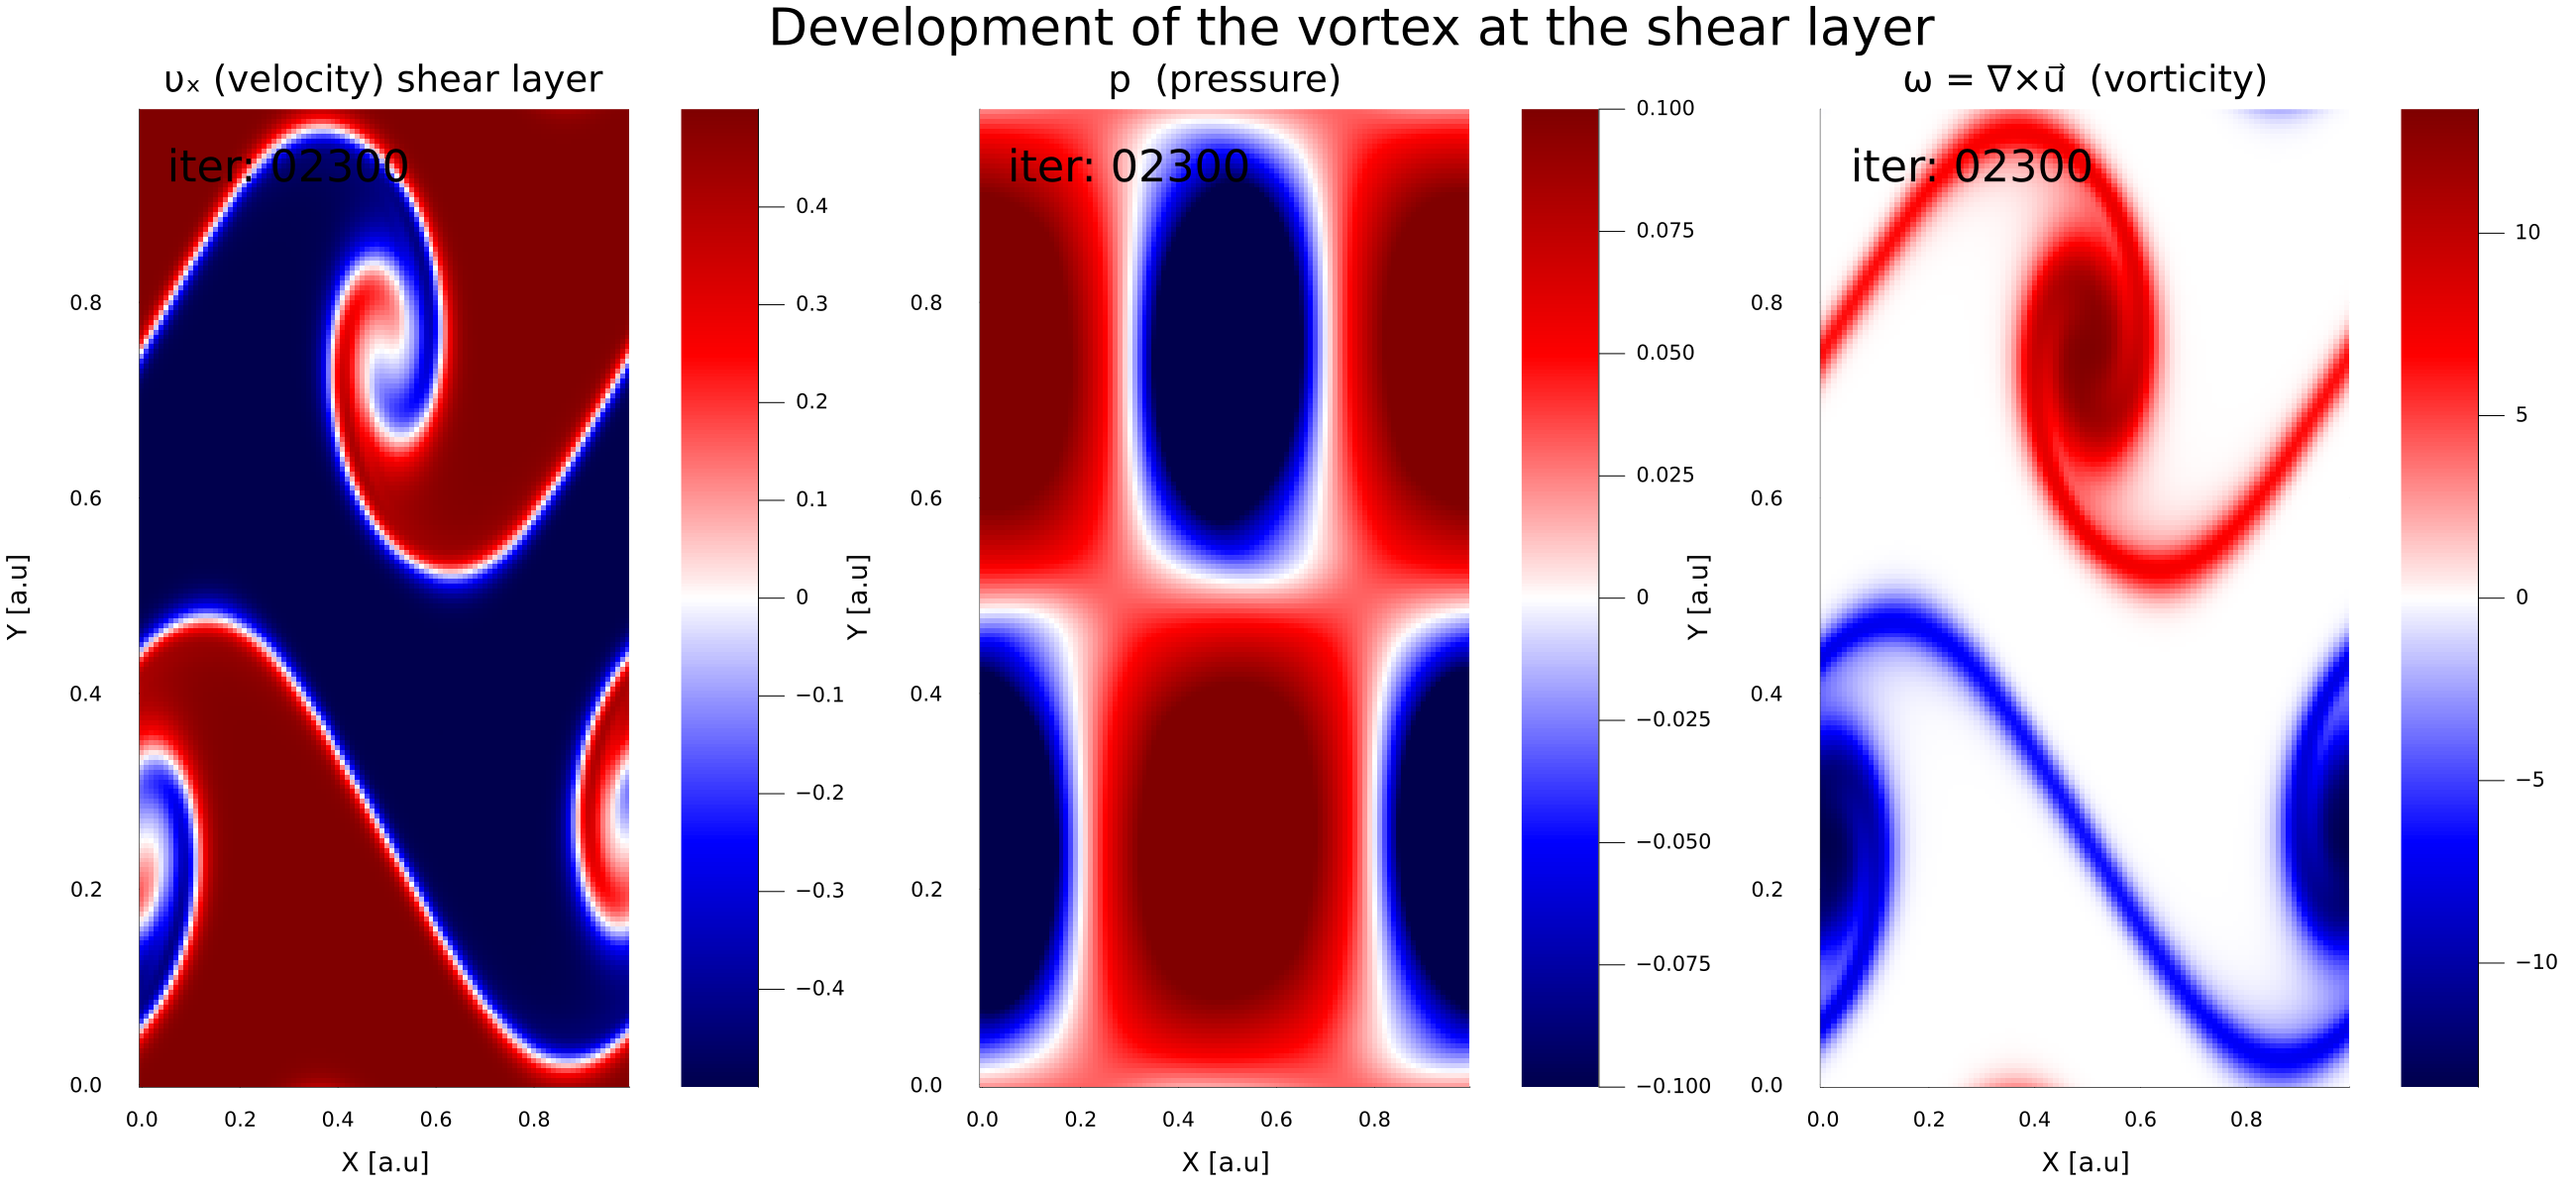 Development of the vortex at the shear layer
υₓ (velocity) shear layer
iter: 02300
0.8
0.6
0.4
0.2
0.0
Y [a.u]
0.0 0.2 0.4 0.6 0.8
X [a.u]
0.4
0.3
0.2
0.1
0
−0.1
−0.2
−0.3
−0.4
p (pressure)
iter: 02300
0.8
0.6
0.4
0.2
0.0
Y [a.u]
0.0 0.2 0.4 0.6 0.8
X [a.u]
0.100
0.075
0.050
0.025
0
−0.025
−0.050
−0.075
−0.100
ω = ∇×u⃗ (vorticity)
iter: 02300
0.8
0.6
0.4
0.2
0.0
Y [a.u]
0.0 0.2 0.4 0.6 0.8
X [a.u]
10
5
0
−5
−10